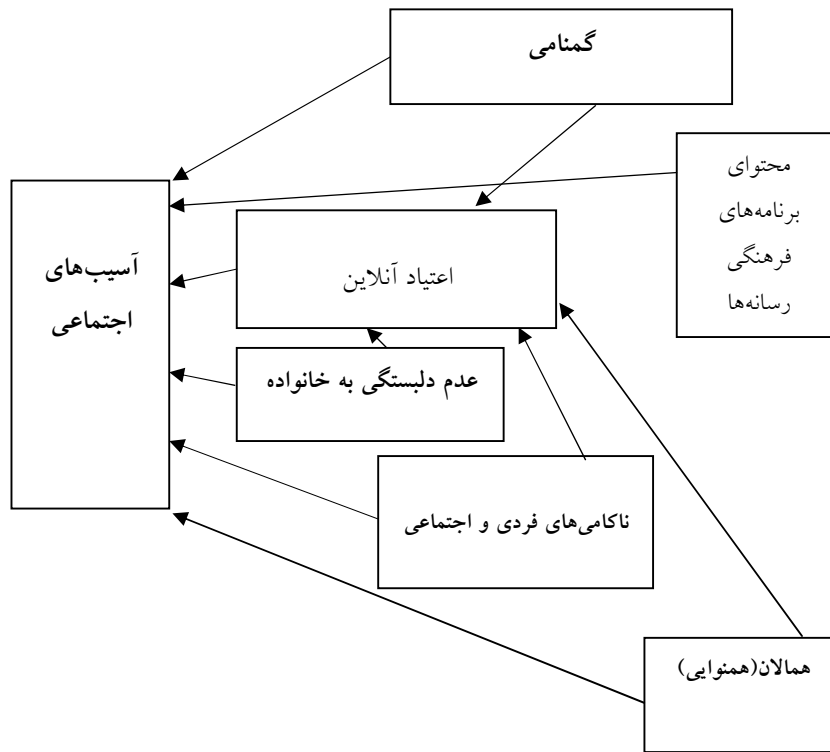 گمنامی
محتوای
برنامه‌های
فرهنگی
رسانه‌ها
آسیب‌های
اجتماعی
اعتیاد آنلاین
عدم دلبستگی به خانواده
ناکامی‌های فردی و اجتماعی
همالان(همنوایی)